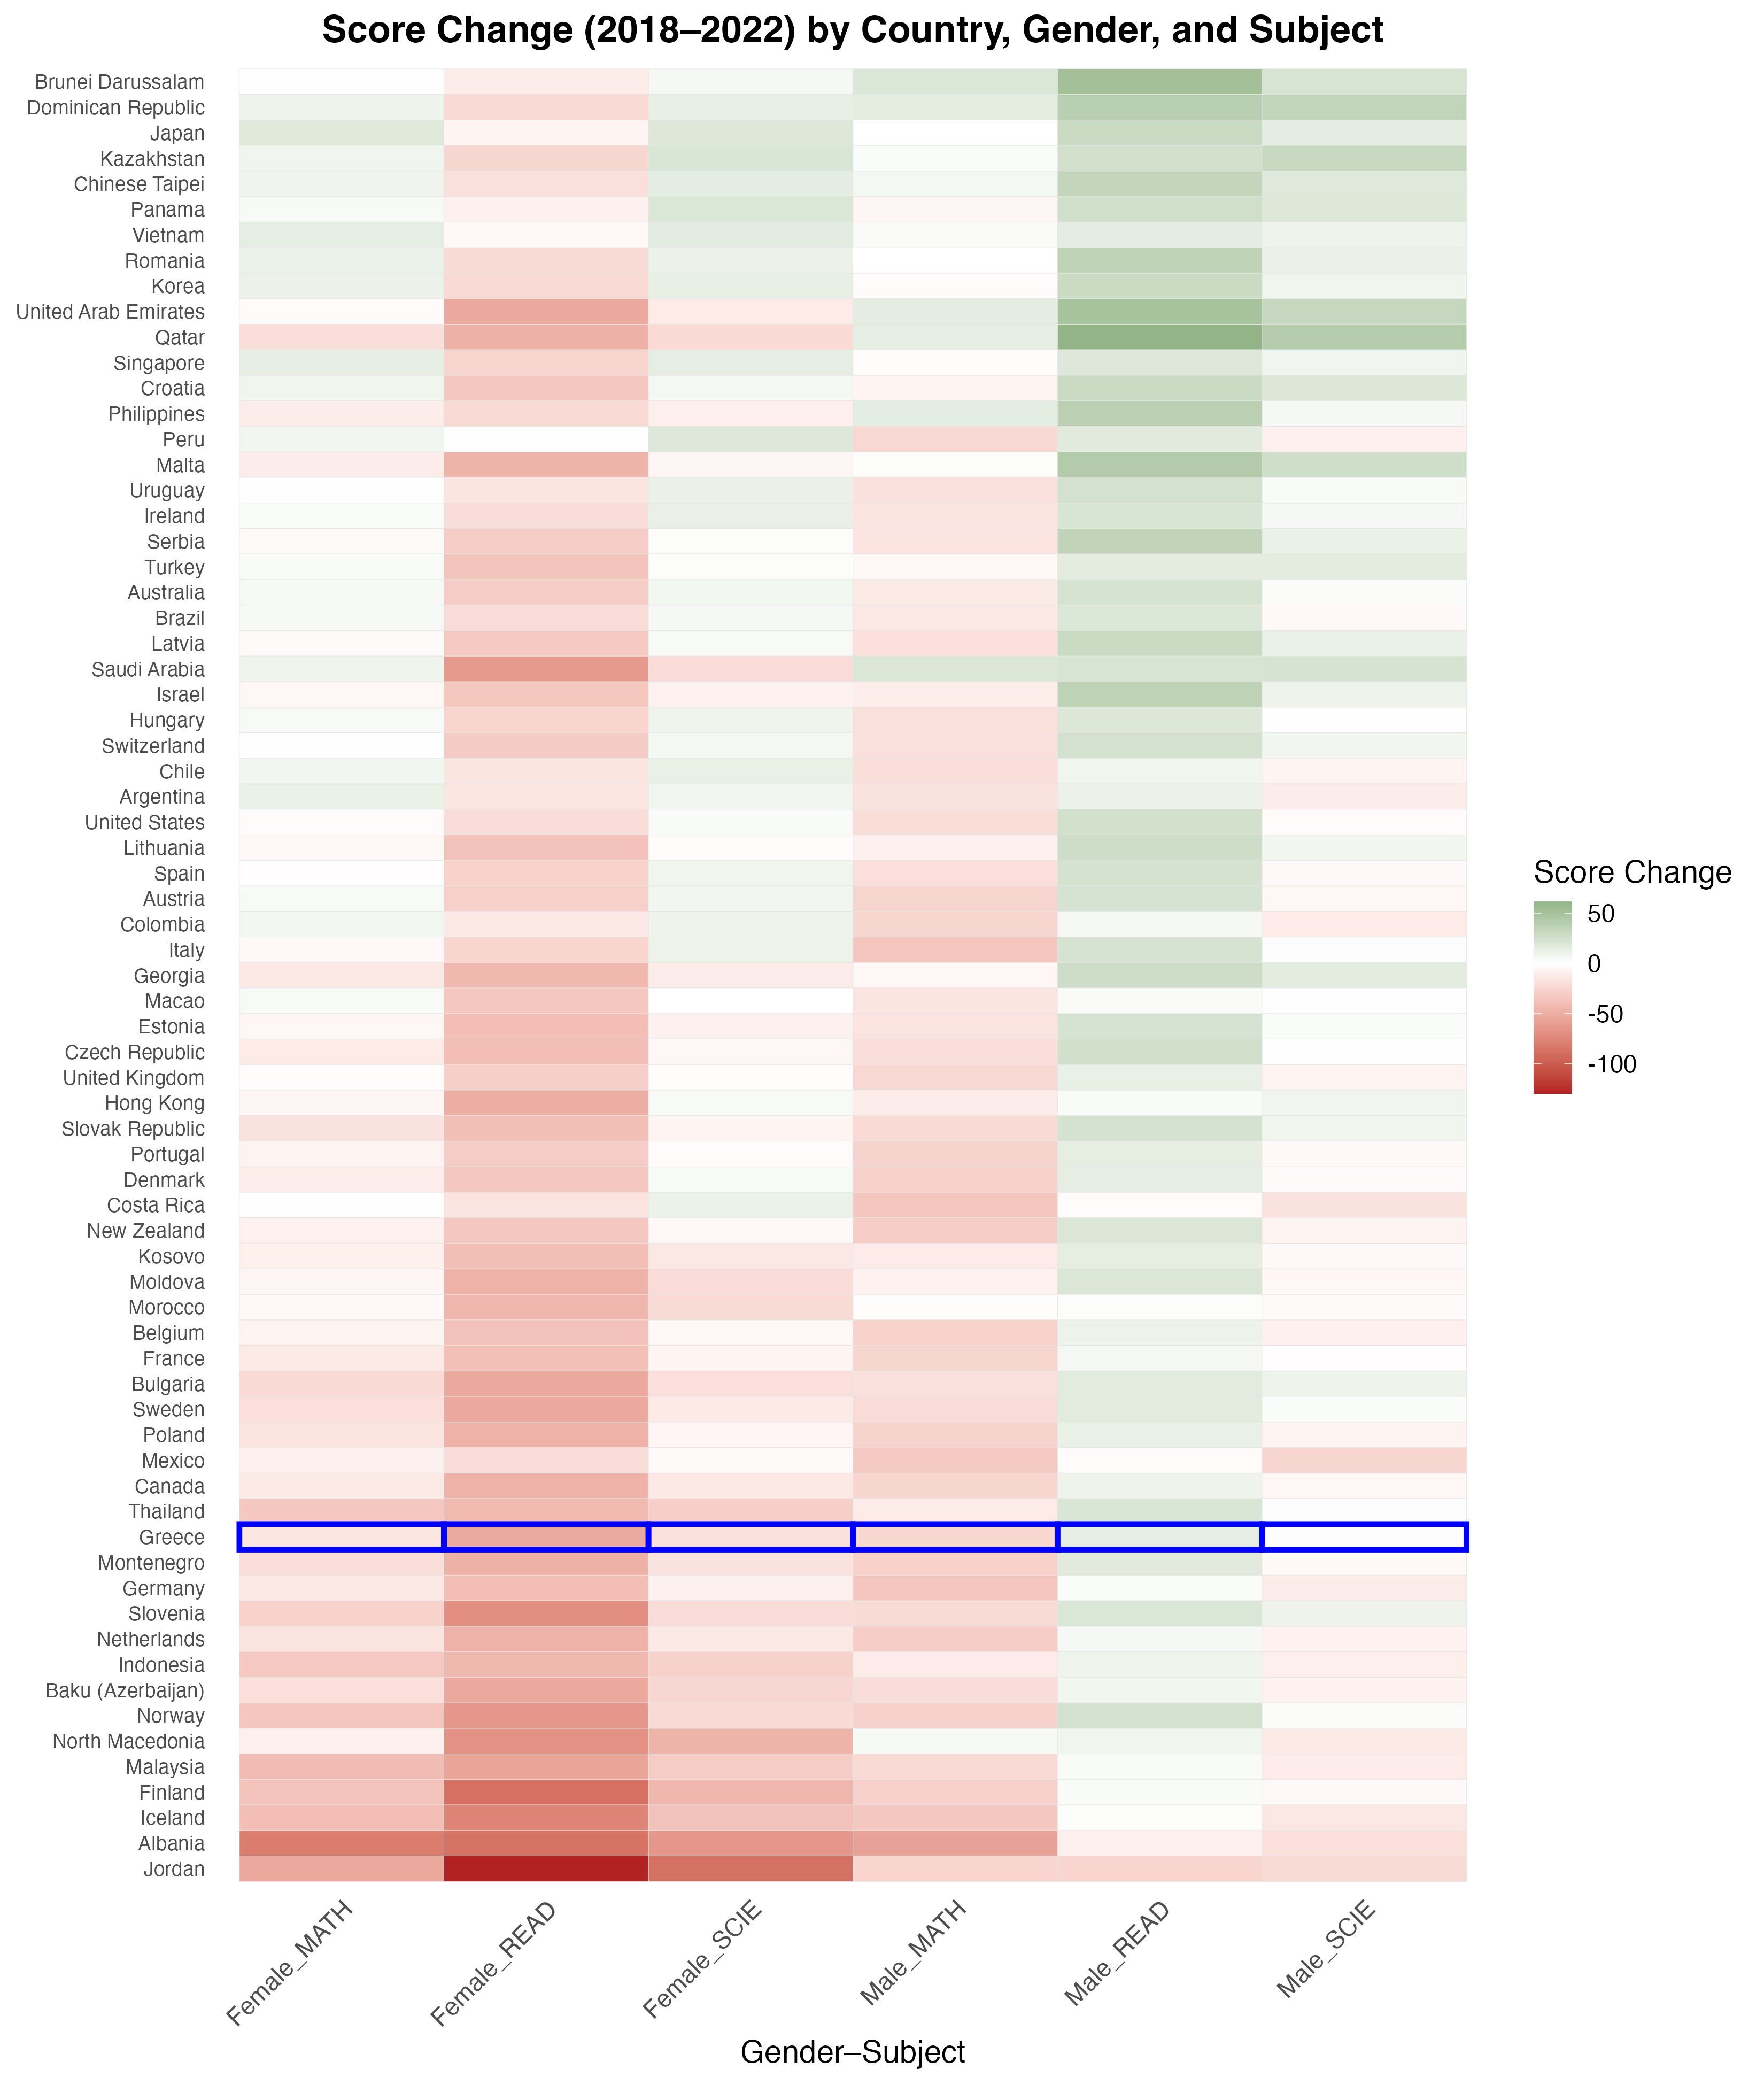 Score Change (2018–2022) by Country, Gender, and Subject
Brunei Darussalam
Dominican Republic
Japan
Kazakhstan
Chinese Taipei
Panama
Vietnam
Romania
Korea
United Arab Emirates
Qatar
Singapore
Croatia
Philippines
Peru
Malta
Uruguay
Ireland
Serbia
Turkey
Australia
Brazil
Latvia
Saudi Arabia
Israel
Hungary
Switzerland
Chile
Argentina
United States
Lithuania
Spain
Austria
Colombia
Italy
Georgia
Macao
Estonia
Czech Republic
United Kingdom
Hong Kong
Slovak Republic
Portugal
Denmark
Costa Rica
New Zealand
Kosovo
Moldova
Morocco
Belgium
France
Bulgaria
Sweden
Poland
Mexico
Canada
Thailand
Greece
Montenegro
Germany
Slovenia
Netherlands
Indonesia
Baku (Azerbaijan)
Norway
North Macedonia
Malaysia
Finland
Iceland
Albania
Jordan
Female_MATH
Female_READ
Female_SCIE
Male_MATH
Male_READ
Male_SCIE
Gender–Subject
Score Change
50
0
-50
-100